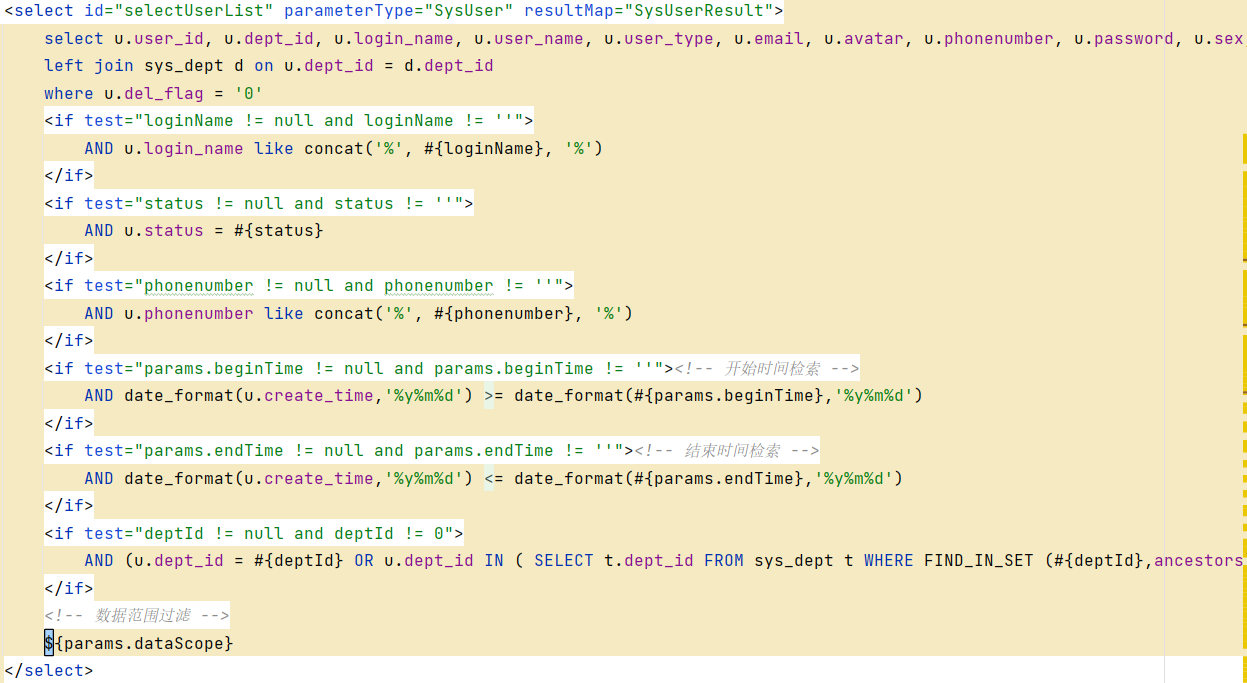 <select id="selectUserList" parameterType="SysUser" resultMap="SysUserResult">
select u.user_id, u.dept_id, u.login_name, u.user_name, u.user_type, u.email, u.avatar, u.phonenumber, u.password, u.sex
left join sys_dept d on u.dept_id = d.dept_id
where u.del_flag = '0'
<if test="loginName != null and loginName != ''">
AND u.login_name like concat('%', #{loginName}, '%')
</if>
<if test="status != null and status != ''">
AND u.status = #{status}
</if>
<if test="phonenumber != null and phonenumber != ''">
AND u.phonenumber like concat('%', #{phonenumber}, '%')
</if>
<if test="params.beginTime != null and params.beginTime != ''"><!-- 开始时间检索 -->
AND date_format(u.create_time,'%y%m%d') >= date_format(#{params.beginTime},'%y%m%d')
</if>
<if test="params.endTime != null and params.endTime != ''"><!-- 结束时间检索 -->
AND date_format(u.create_time,'%y%m%d') <= date_format(#{params.endTime},'%y%m%d')
</if>
<if test="deptId != null and deptId != 0">
AND (u.dept_id = #{deptId} OR u.dept_id IN ( SELECT t.dept_id FROM sys_dept t WHERE FIND_IN_SET (#{deptId},ancestors
</if>
<!-- 数据范围过滤 -->
${params.dataScope}
</select>